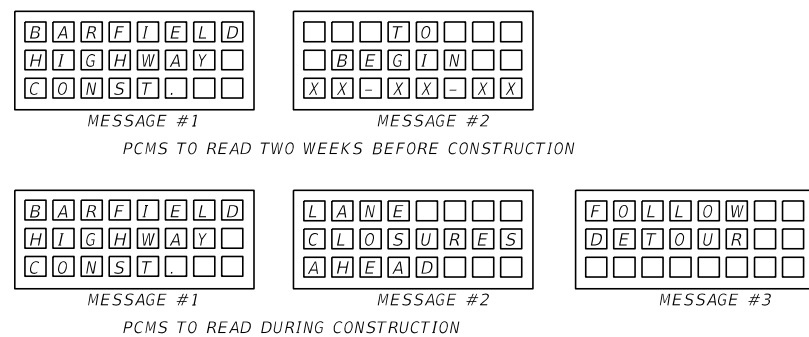 BARFIELD
HIGHWAY
CONST.
MESSAGE #1
TO
BEGIN
XX-XX-XX
MESSAGE #2
PCMS TO READ TWO WEEKS BEFORE CONSTRUCTION
BARFIELD
HIGHWAY
CONST.
MESSAGE #1
LANE
CLOSURES
AHEAD
MESSAGE #2
FOLLOW
DETOUR
MESSAGE #3
PCMS TO READ DURING CONSTRUCTION